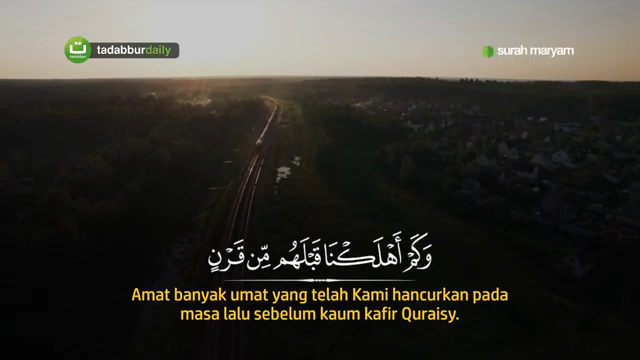 tadabburdaily
surah maryam
وَكَمْ أَهْلَكْنَا قَبْلَهُم مِّن قَرْنٍ
Amat banyak umat yang telah Kami hancurkan pada
masa lalu sebelum kaum kafir Quraisy.